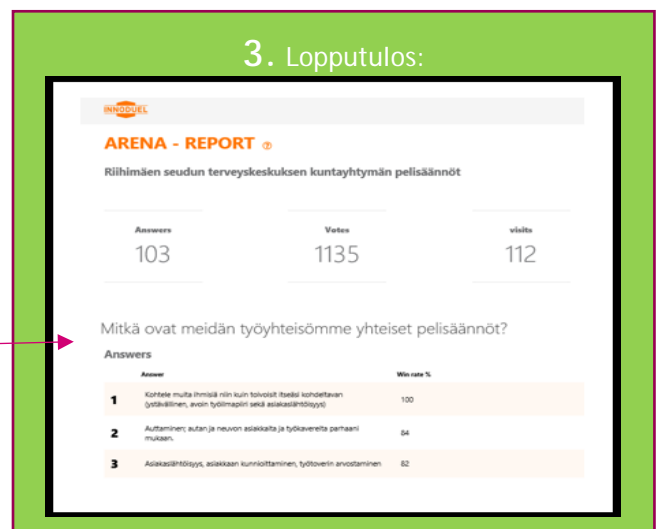 3. Lopputulos:
INNODUEL
ARENA - REPORT ?
Riihimäen seudun terveyskeskuksen kuntayhtymän pelisäännöt
Answers Votes visits
103 1135 112
Mitkä ovat meidän työyhteisömme yhteiset pelisäännöt?
Answers
Answer Win rate %
1 Kohtele muita ihmisiä niin kuin toivoisit itseäsi kohdeltavan 100
(ystävällinen, avoin työilmapiiri sekä asiakaslähtöisyys)
2 Auttaminen; autan ja neuvon asiakkaita ja työkavereita parhaani 84
mukaan.
3 Asiakaslähtöisyys, asiakkaan kunnioittaminen, työtoverin arvostaminen 82